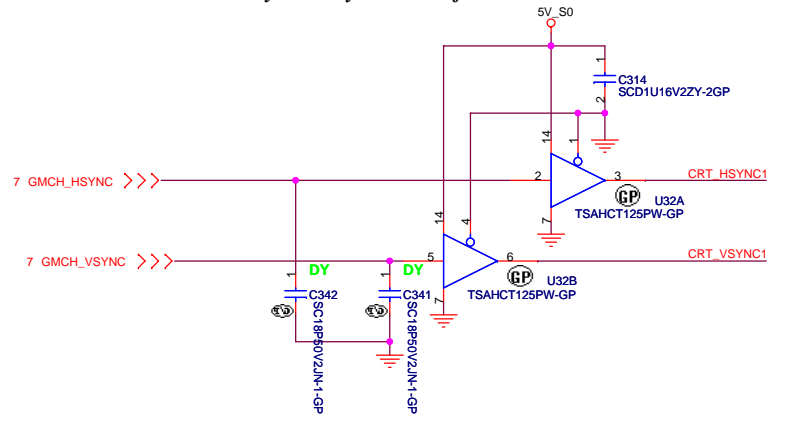 5V_S0
1
C314
SCD1U16V2ZY-2GP
2
14
1
7 GMCH_HSYNC
2
3
CRT_HSYNC1
GP
U32A
TSAHCT125PW-GP
7
14
4
7 GMCH_VSYNC
5
6
CRT_VSYNC1
DY
DY
GP
U32B
TSAHCT125PW-GP
7
1
C342
SC18P50V2JN-1-GP
1
C341
SC18P50V2JN-1-GP